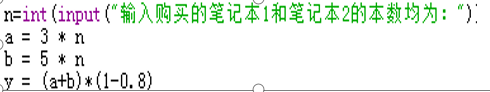 n=int(input("输入购买的笔记本1和笔记本2的本数均为："))
a = 3 * n
b = 5 * n
y = (a+b)*(1-0.8)